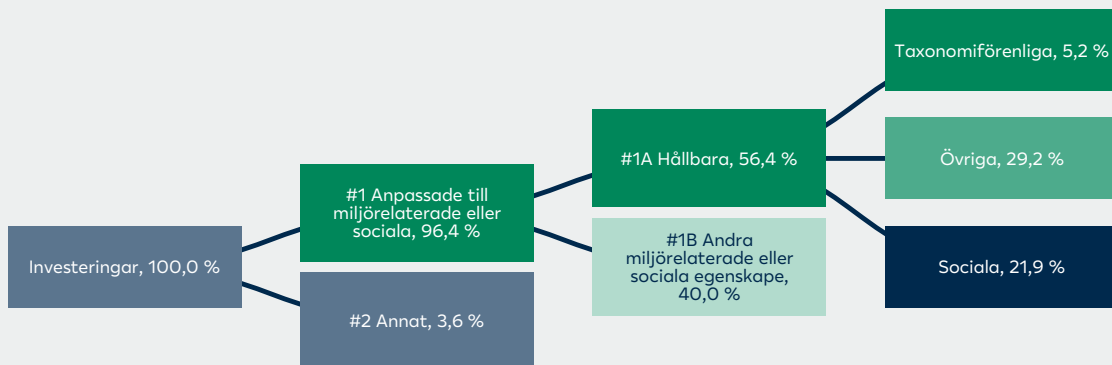 Investeringar, 100,0 %
#1 Anpassade till
miljörelaterade eller
sociala, 96,4 %
#2 Annat, 3,6 %
#1A Hållbara, 56,4 %
#1B Andra
miljörelaterade eller
sociala egenskape,
40,0 %
Taxonomiförenliga, 5,2 %
Övriga, 29,2 %
Sociala, 21,9 %